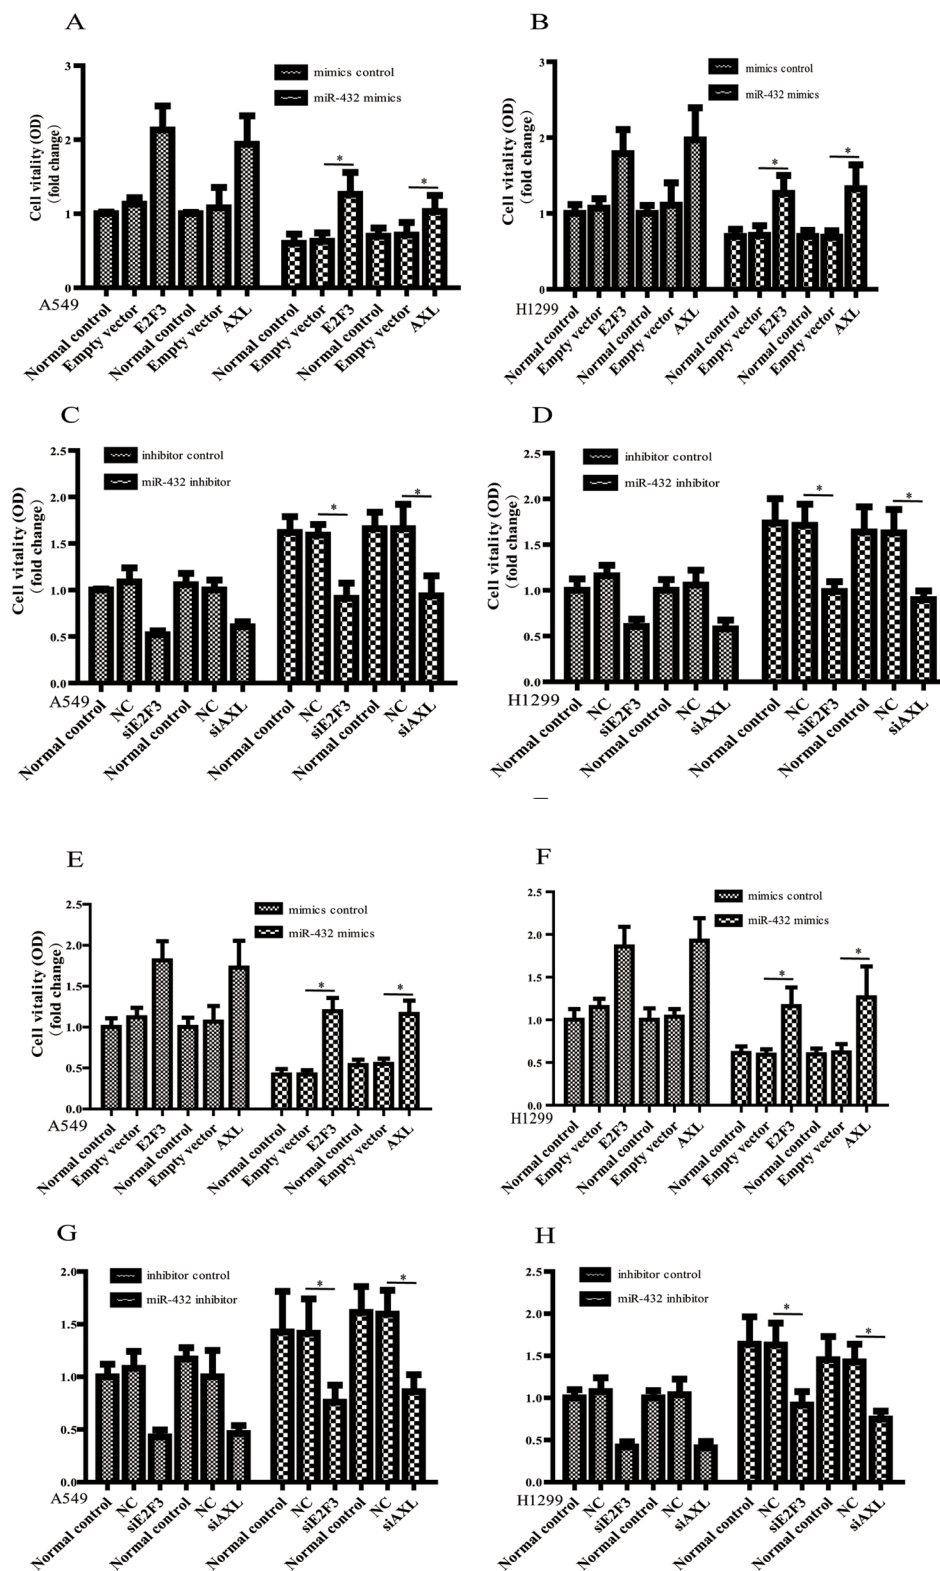 A
Cell vitality (OD)
(fold change)
3
2
1
0
mimics control
miR-432 mimics
*
*
A549
Normal control
Empty vector
E2F3
Normal control
Empty vector
AXL
Normal control
Empty vector
E2F3
Normal control
Empty vector
AXL
B
Cell vitality (OD)
(fold change)
3
2
1
0
mimics control
miR-432 mimics
*
*
H1299
Normal control
Empty vector
E2F3
Normal control
Empty vector
AXL
Normal control
Empty vector
E2F3
Normal control
Empty vector
AXL
C
Cell vitality (OD)
(fold change)
2.5
2.0
1.5
1.0
0.5
0.0
inhibitor control
miR-432 inhibitor
*
*
A549
Normal control
NC
siE2F3
Normal control
NC
siAXL
Normal control
NC
siE2F3
Normal control
NC
siAXL
D
Cell vitality (OD)
(fold change)
2.5
2.0
1.5
1.0
0.5
0.0
inhibitor control
miR-432 inhibitor
*
*
H1299
Normal control
NC
siE2F3
Normal control
NC
siAXL
Normal control
NC
siE2F3
Normal control
NC
siAXL
E
Cell vitality (OD)
(fold change)
2.5
2.0
1.5
1.0
0.5
0.0
mimics control
miR-432 mimics
*
*
A549
Normal control
Empty vector
E2F3
Normal control
Empty vector
AXL
Normal control
Empty vector
E2F3
Normal control
Empty vector
AXL
F
2.5
2.0
1.5
1.0
0.5
0.0
mimics control
miR-432 mimics
*
*
H1299
Normal control
Empty vector
E2F3
Normal control
Empty vector
AXL
Normal control
Empty vector
E2F3
Normal control
Empty vector
AXL
G
2.0
1.5
1.0
0.5
0.0
inhibitor control
miR-432 inhibitor
*
*
A549
Normal control
NC
siE2F3
Normal control
NC
siAXL
Normal control
NC
siE2F3
Normal control
NC
siAXL
H
2.5
2.0
1.5
1.0
0.5
0.0
inhibitor control
miR-432 inhibitor
*
*
H1299
Normal control
NC
siE2F3
Normal control
NC
siAXL
Normal control
NC
siE2F3
Normal control
NC
siAXL